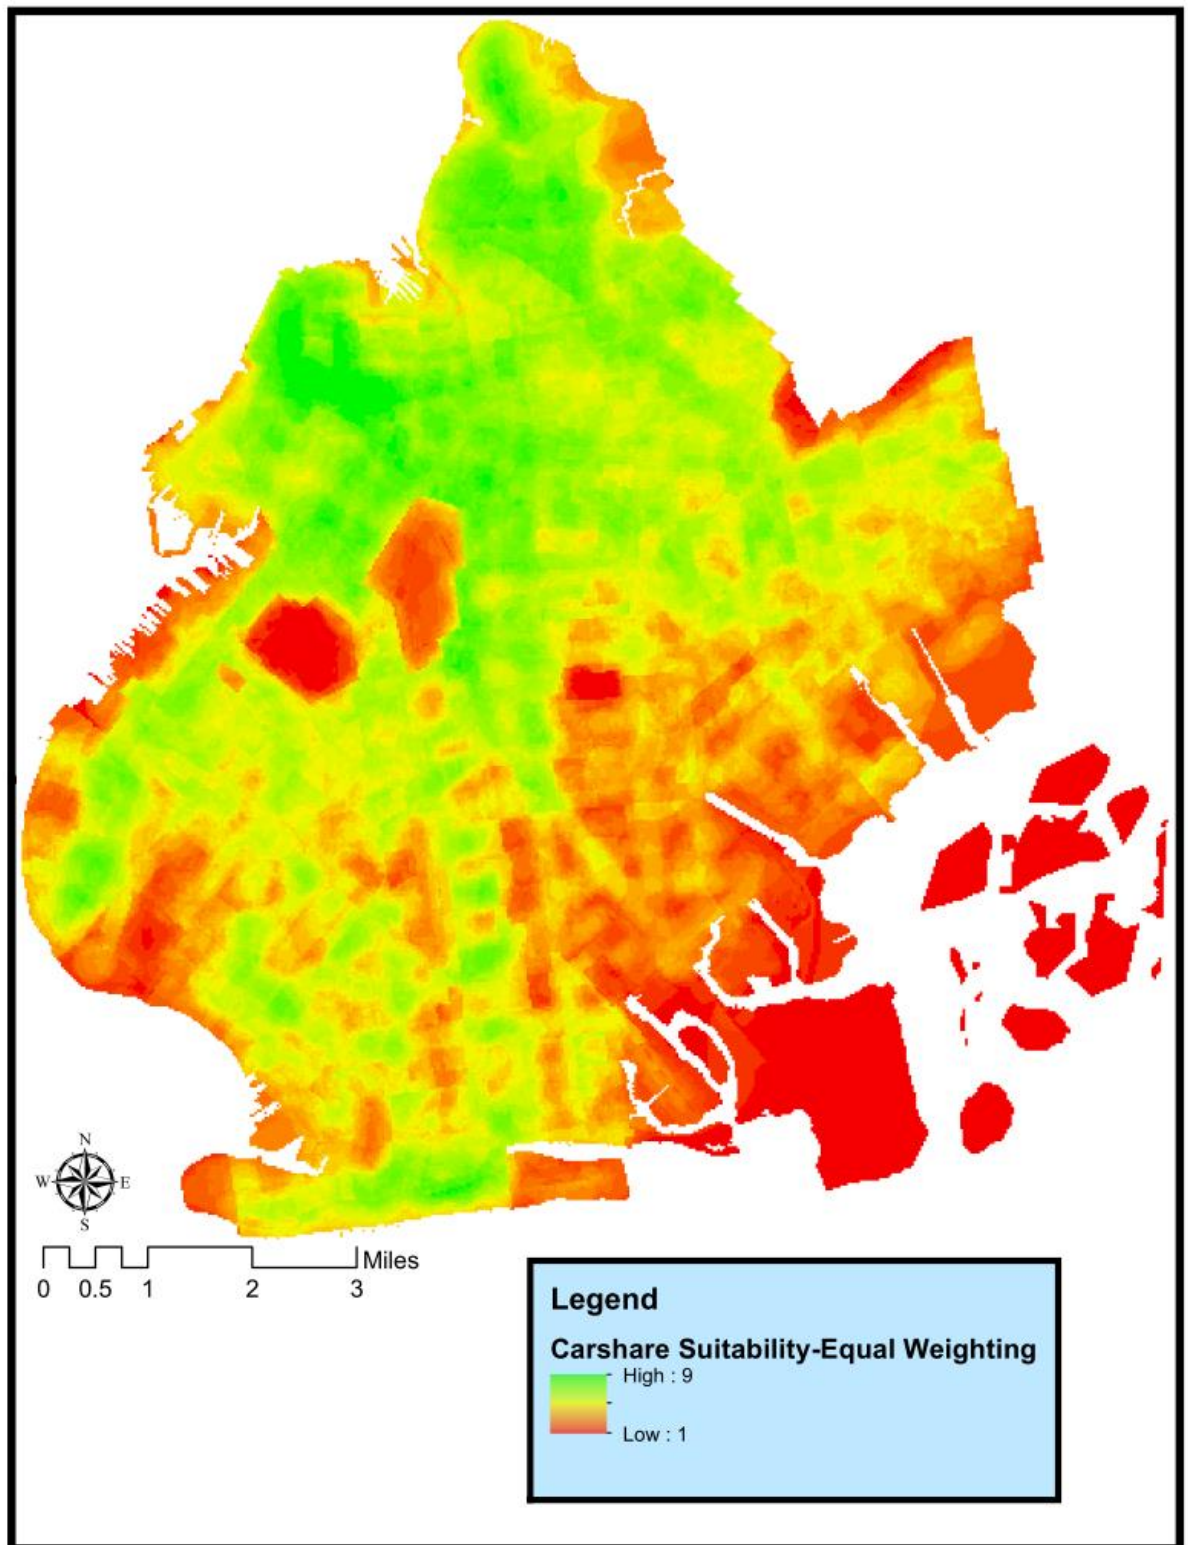 N
W E
S
Miles
0 0.5 1 2 3
Legend
Carshare Suitability-Equal Weighting
High : 9
Low : 1